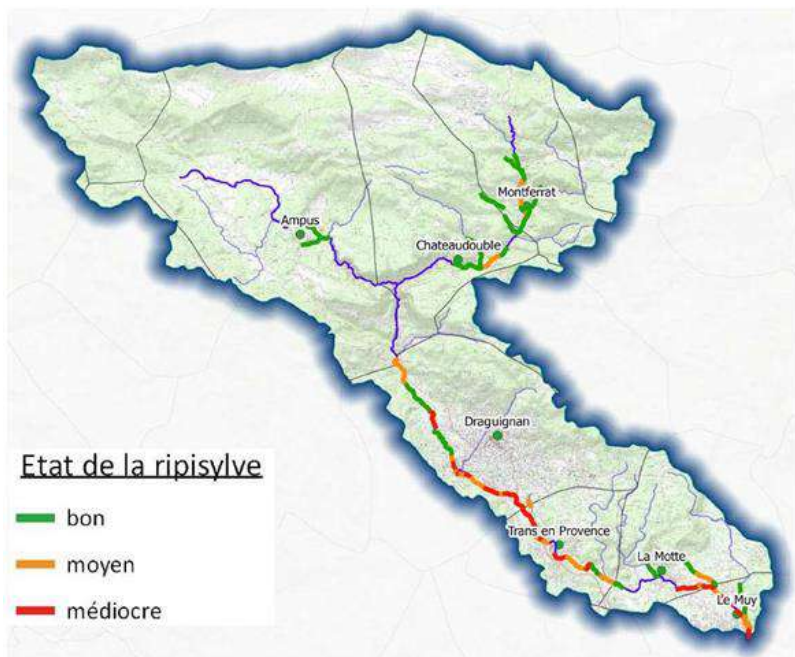 Montferrat
Ampus
Chateaudouble
Draguignan
Trans en Provence
La Motte
Le Muy
Etat de la ripisylve
bon
moyen
médiocre